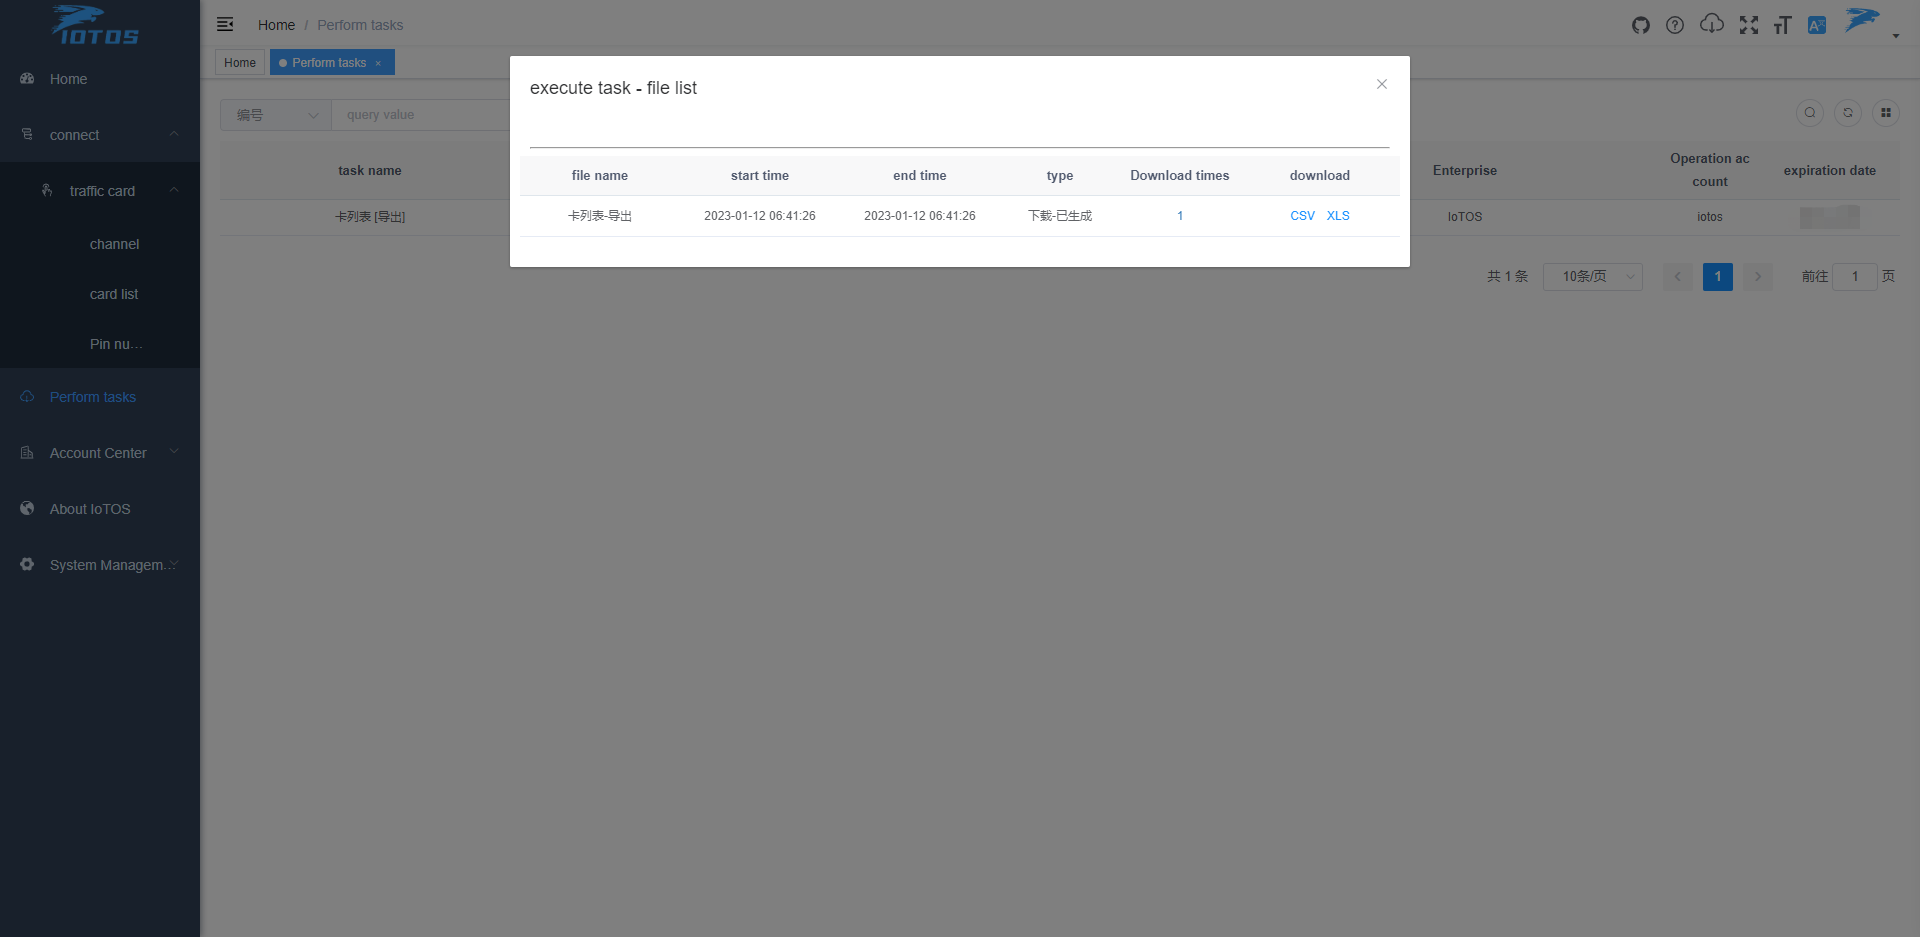 IOTOS
Home
connect
traffic card
channel
card list
Pin nu...
Perform tasks
Account Center
About IoTOS
System Managem...
Home / Perform tasks
Home
Perform tasks ×
编号
query value
task name
Enterprise
Operation ac
count
expiration date
卡列表 [导出]
IoTOS
iotos
共 1 条
10条/页
1
前往 1 页
execute task - file list
file name start time end time type Download times download
卡列表-导出 2023-01-12 06:41:26 2023-01-12 06:41:26 下载-已生成 1 CSV XLS